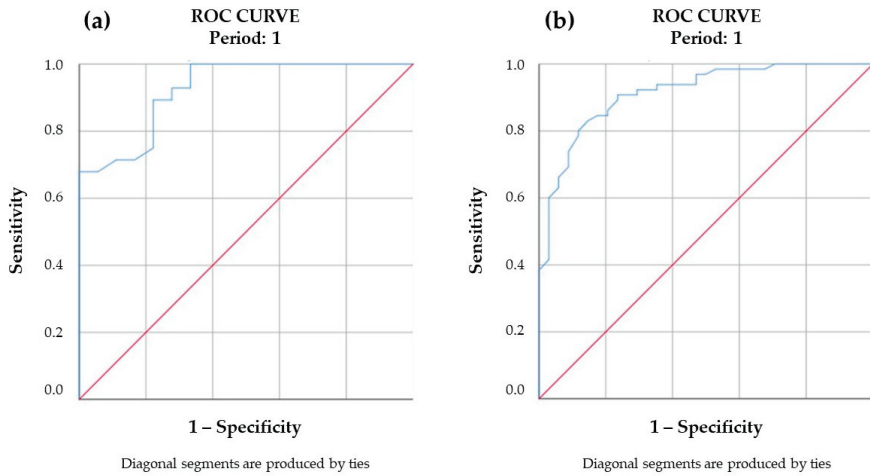 (a)
ROC CURVE
Period: 1
1.0
0.8
0.6
0.4
0.2
0.0
Sensitivity
1 – Specificity
Diagonal segments are produced by ties
(b)
ROC CURVE
Period: 1
1.0
0.8
0.6
0.4
0.2
0.0
Sensitivity
1 – Specificity
Diagonal segments are produced by ties